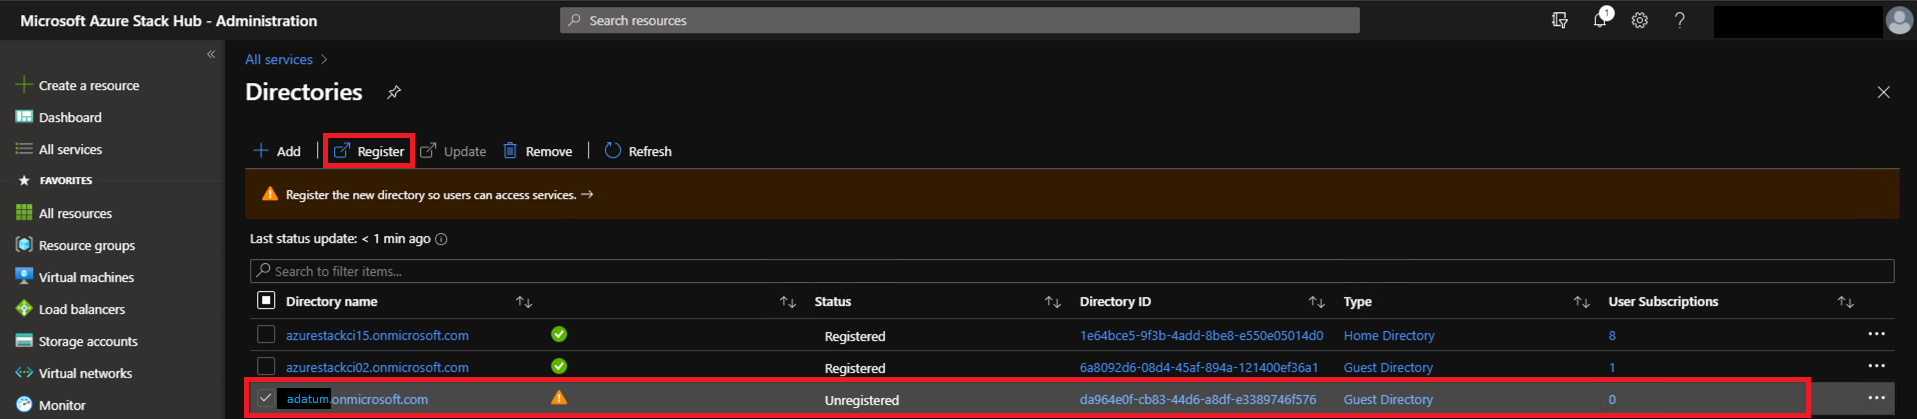 Microsoft Azure Stack Hub - Administration
Search resources
1
All services
Directories
Create a resource
Dashboard
All services
FAVORITES
All resources
Resource groups
Virtual machines
Load balancers
Storage accounts
Virtual networks
Monitor
Add Register Update Remove Refresh
Register the new directory so users can access services. →
Last status update: < 1 min ago
Search to filter items...
Directory name Status Directory ID Type User Subscriptions
azurestackci15.onmicrosoft.com Registered 1e64bce5-9f3b-4add-8be8-e550e05014d0 Home Directory 8
azurestackci02.onmicrosoft.com Registered 6a8092d6-08d4-45af-894a-121400ef36a1 Guest Directory 1
adatum.onmicrosoft.com Unregistered da964e0f-cb83-44d6-a8df-e3389746f576 Guest Directory 0